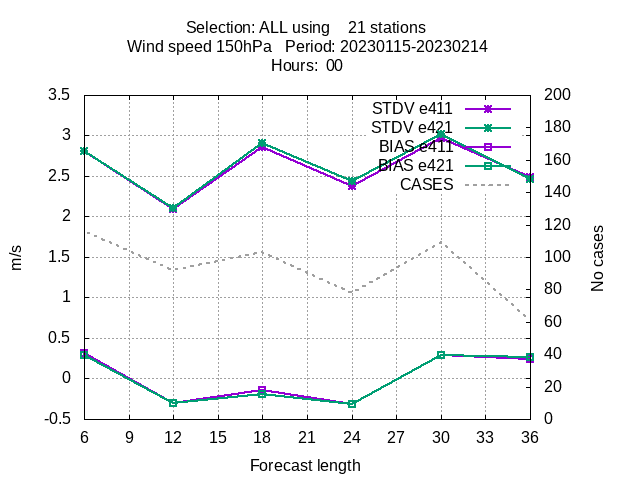 Selection: ALL using    21 stations
Wind speed 150hPa   Period: 20230115-20230214
Hours:  00
3.5
3
2.5
2
1.5
1
0.5
0
-0.5
m/s
STDV e411
STDV e421
BIAS e411
BIAS e421
CASES
200
180
160
140
120
100
80
60
40
20
0
No cases
6 9 12 15 18 21 24 27 30 33 36
Forecast length